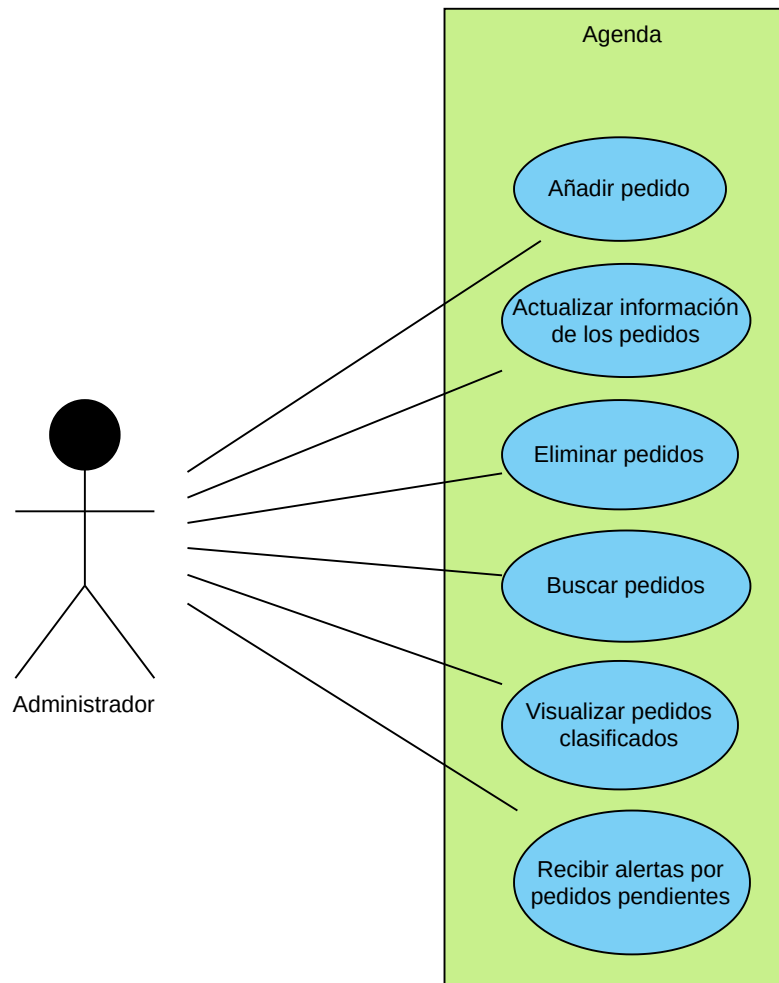 Agenda
Añadir pedido
Actualizar información
de los pedidos
Eliminar pedidos
Buscar pedidos
Visualizar pedidos
clasificados
Recibir alertas por
pedidos pendientes
Administrador